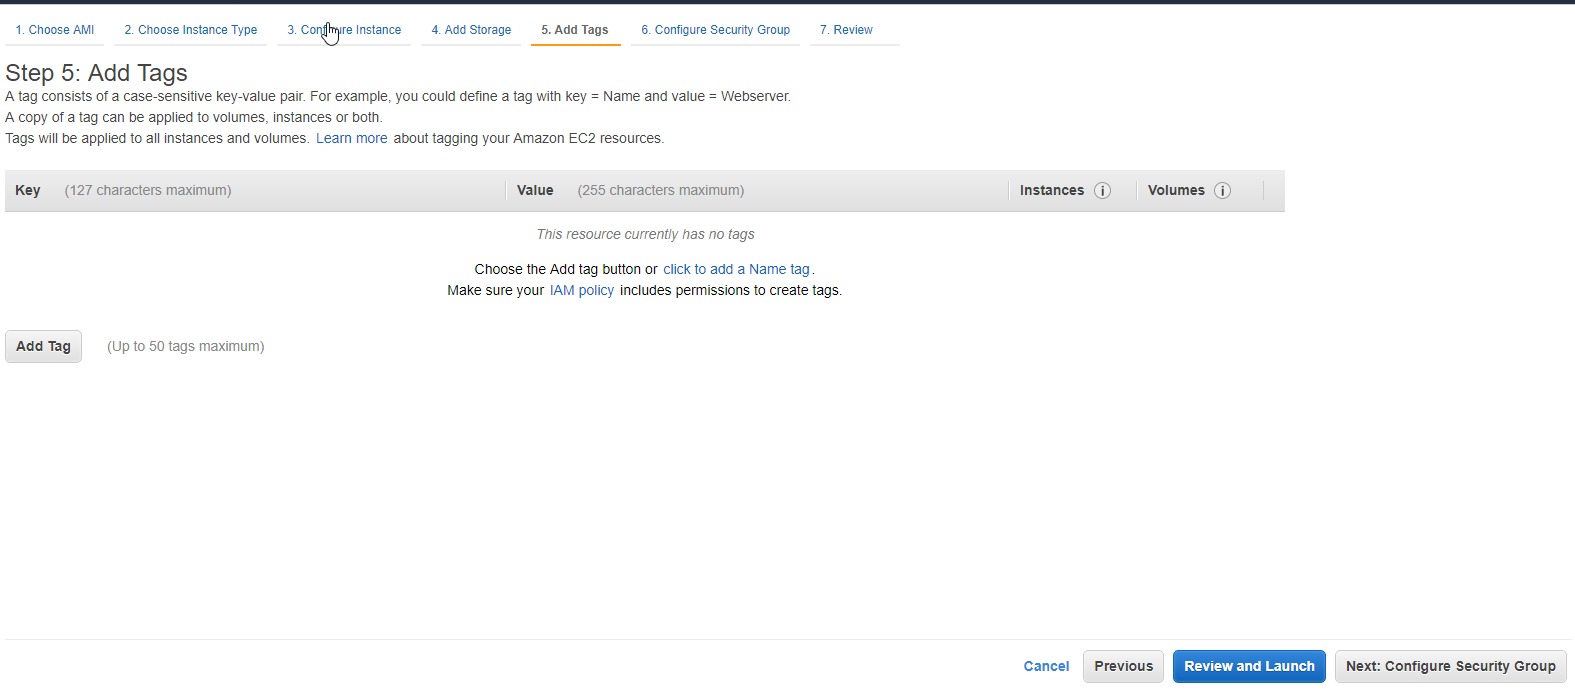 1. Choose AMI 2. Choose Instance Type 3. Configure Instance 4. Add Storage 5. Add Tags 6. Configure Security Group 7. Review
Step 5: Add Tags
A tag consists of a case-sensitive key-value pair. For example, you could define a tag with key = Name and value = Webserver.
A copy of a tag can be applied to volumes, instances or both.
Tags will be applied to all instances and volumes. Learn more about tagging your Amazon EC2 resources.
Key (127 characters maximum) Value (255 characters maximum) Instances i Volumes i
This resource currently has no tags
Choose the Add tag button or click to add a Name tag.
Make sure your IAM policy includes permissions to create tags.
Add Tag (Up to 50 tags maximum)
Cancel Previous Review and Launch Next: Configure Security Group